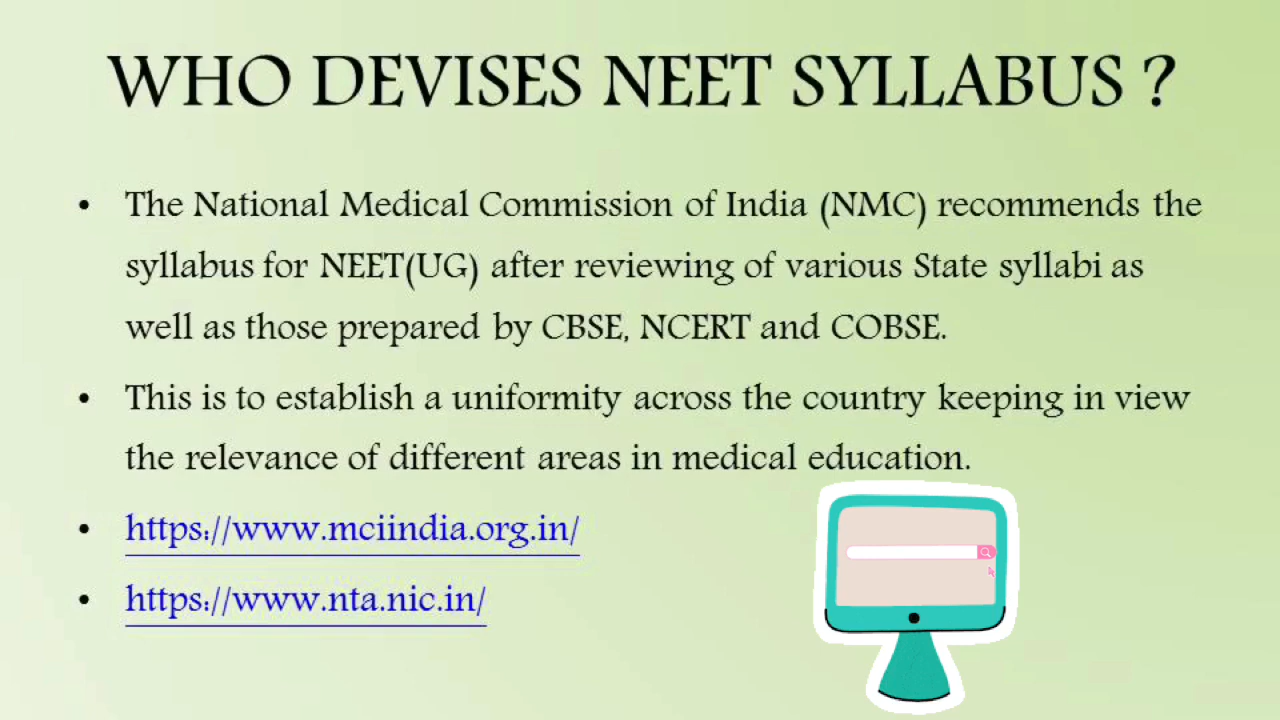 WHO DEVISES NEET SYLLABUS ?
• The National Medical Commission of India (NMC) recommends the
syllabus for NEET(UG) after reviewing of various State syllabi as
well as those prepared by CBSE, NCERT and COBSE.
• This is to establish a uniformity across the country keeping in view
the relevance of different areas in medical education.
• https://www.mciindia.org.in/
• https://www.nta.nic.in/